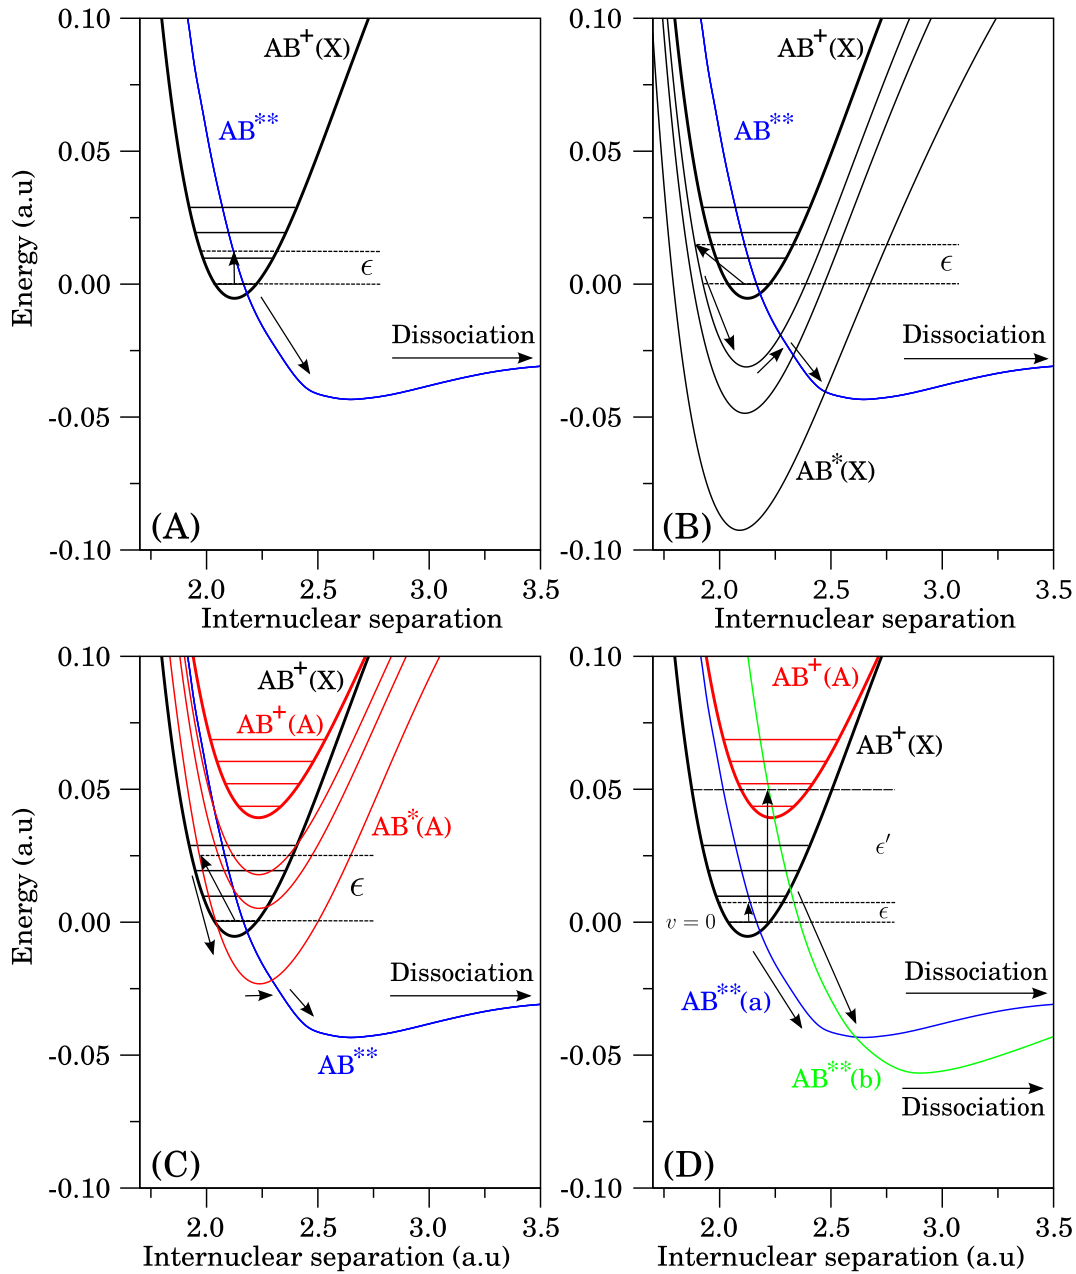 0.10
0.05
0.00
-0.05
-0.10
Energy (a.u)
AB⁺(X)
AB**
ϵ
Dissociation
(A)
2.0 2.5 3.0 3.5
Internuclear separation
0.10
0.05
0.00
-0.05
-0.10
AB⁺(X)
AB**
ϵ
Dissociation
AB*(X)
(B)
2.0 2.5 3.0 3.5
Internuclear separation
0.10
0.05
0.00
-0.05
-0.10
Energy (a.u)
AB⁺(X)
AB⁺(A)
AB*(A)
ϵ
Dissociation
AB**
(C)
2.0 2.5 3.0 3.5
Internuclear separation (a.u)
0.10
0.05
0.00
-0.05
-0.10
AB⁺(A)
AB⁺(X)
ϵ′
ϵ
v = 0
Dissociation
AB**(a)
AB**(b)
Dissociation
(D)
2.0 2.5 3.0 3.5
Internuclear separation (a.u)